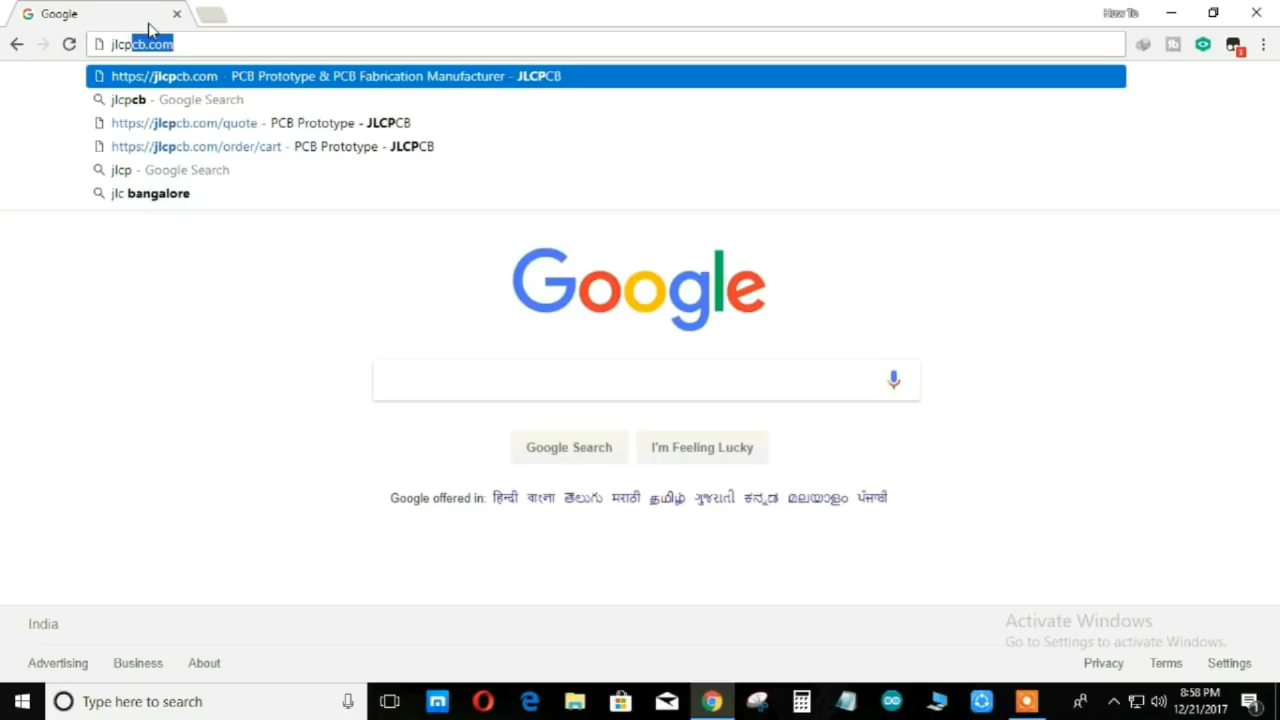 Google
How To
jlcpcb.com
https://jlcpcb.com - PCB Prototype & PCB Fabrication Manufacturer - JLCPCB
jlcpcb - Google Search
https://jlcpcb.com/quote - PCB Prototype - JLCPCB
https://jlcpcb.com/order/cart - PCB Prototype - JLCPCB
jlcp - Google Search
jlc bangalore
Google
Google Search I'm Feeling Lucky
Google offered in: हिन्दी বাংলা తెలుగు मराठी தமிழ் ગુજરાતી ಕನ್ನಡ മലയാളം ਪੰਜਾਬੀ
India
Activate Windows
Go to Settings to activate Windows.
Advertising Business About Privacy Terms Settings
Type here to search
8:58 PM
12/21/2017